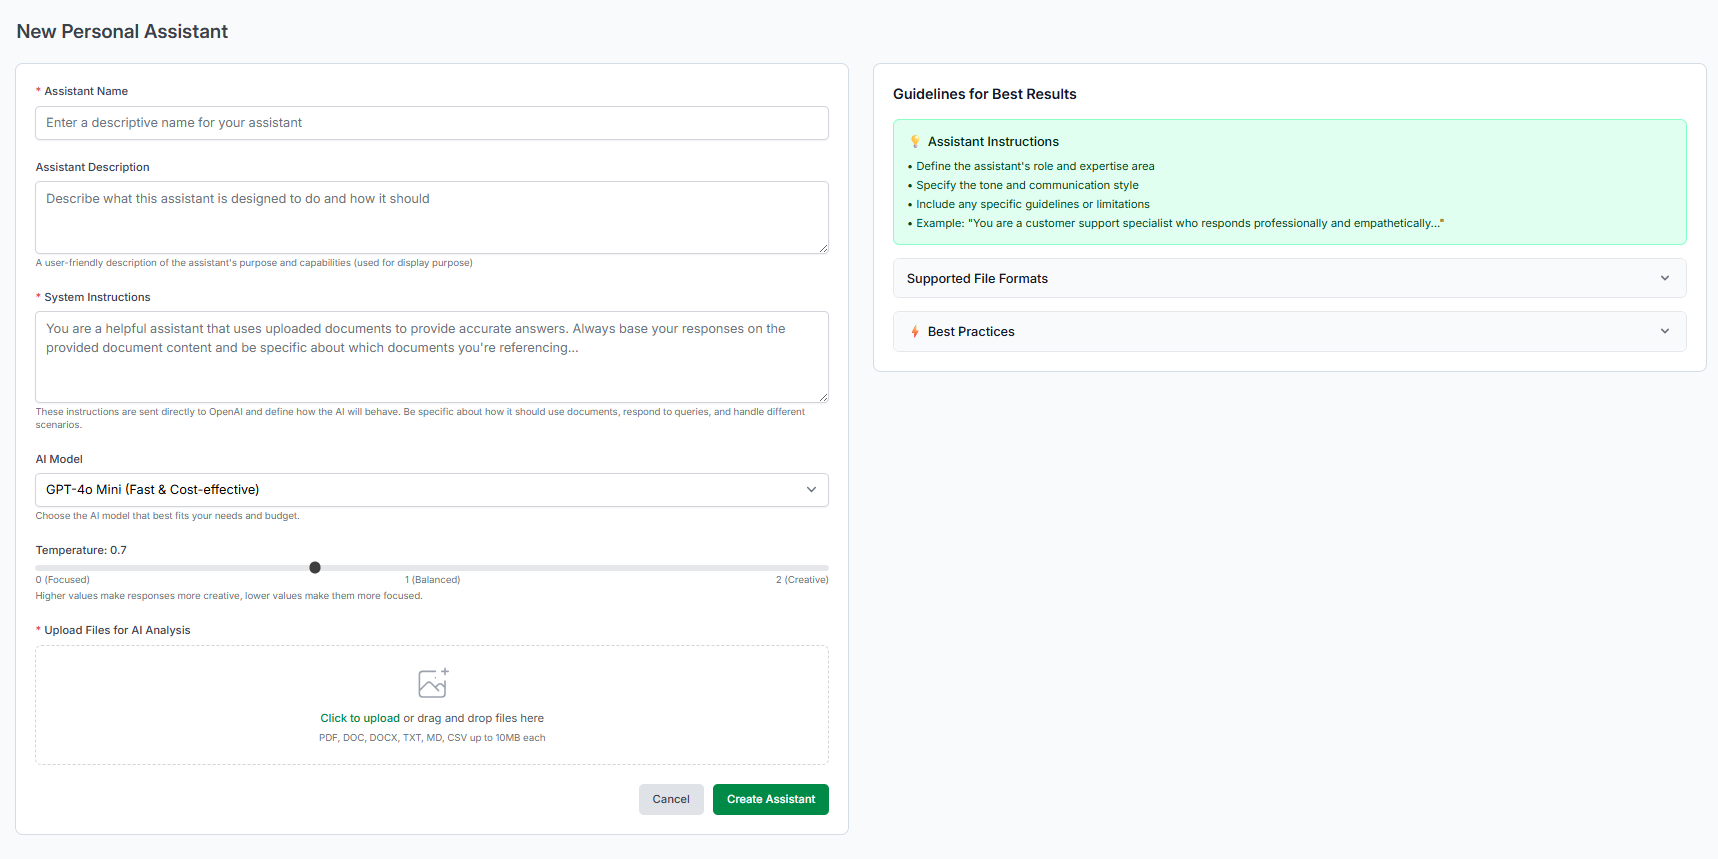 New Personal Assistant
* Assistant Name
Enter a descriptive name for your assistant
Assistant Description
Describe what this assistant is designed to do and how it should
A user-friendly description of the assistant's purpose and capabilities (used for display purpose)
* System Instructions
You are a helpful assistant that uses uploaded documents to provide accurate answers. Always base your responses on the
provided document content and be specific about which documents you're referencing...
These instructions are sent directly to OpenAI and define how the AI will behave. Be specific about how it should use documents, respond to queries, and handle different
scenarios.
AI Model
GPT-4o Mini (Fast & Cost-effective)
Choose the AI model that best fits your needs and budget.
Temperature: 0.7
0 (Focused)
1 (Balanced)
2 (Creative)
Higher values make responses more creative, lower values make them more focused.
* Upload Files for AI Analysis
Click to upload or drag and drop files here
PDF, DOC, DOCX, TXT, MD, CSV up to 10MB each
Cancel
Create Assistant
Guidelines for Best Results
Assistant Instructions
• Define the assistant's role and expertise area
• Specify the tone and communication style
• Include any specific guidelines or limitations
• Example: "You are a customer support specialist who responds professionally and empathetically..."
Supported File Formats
Best Practices